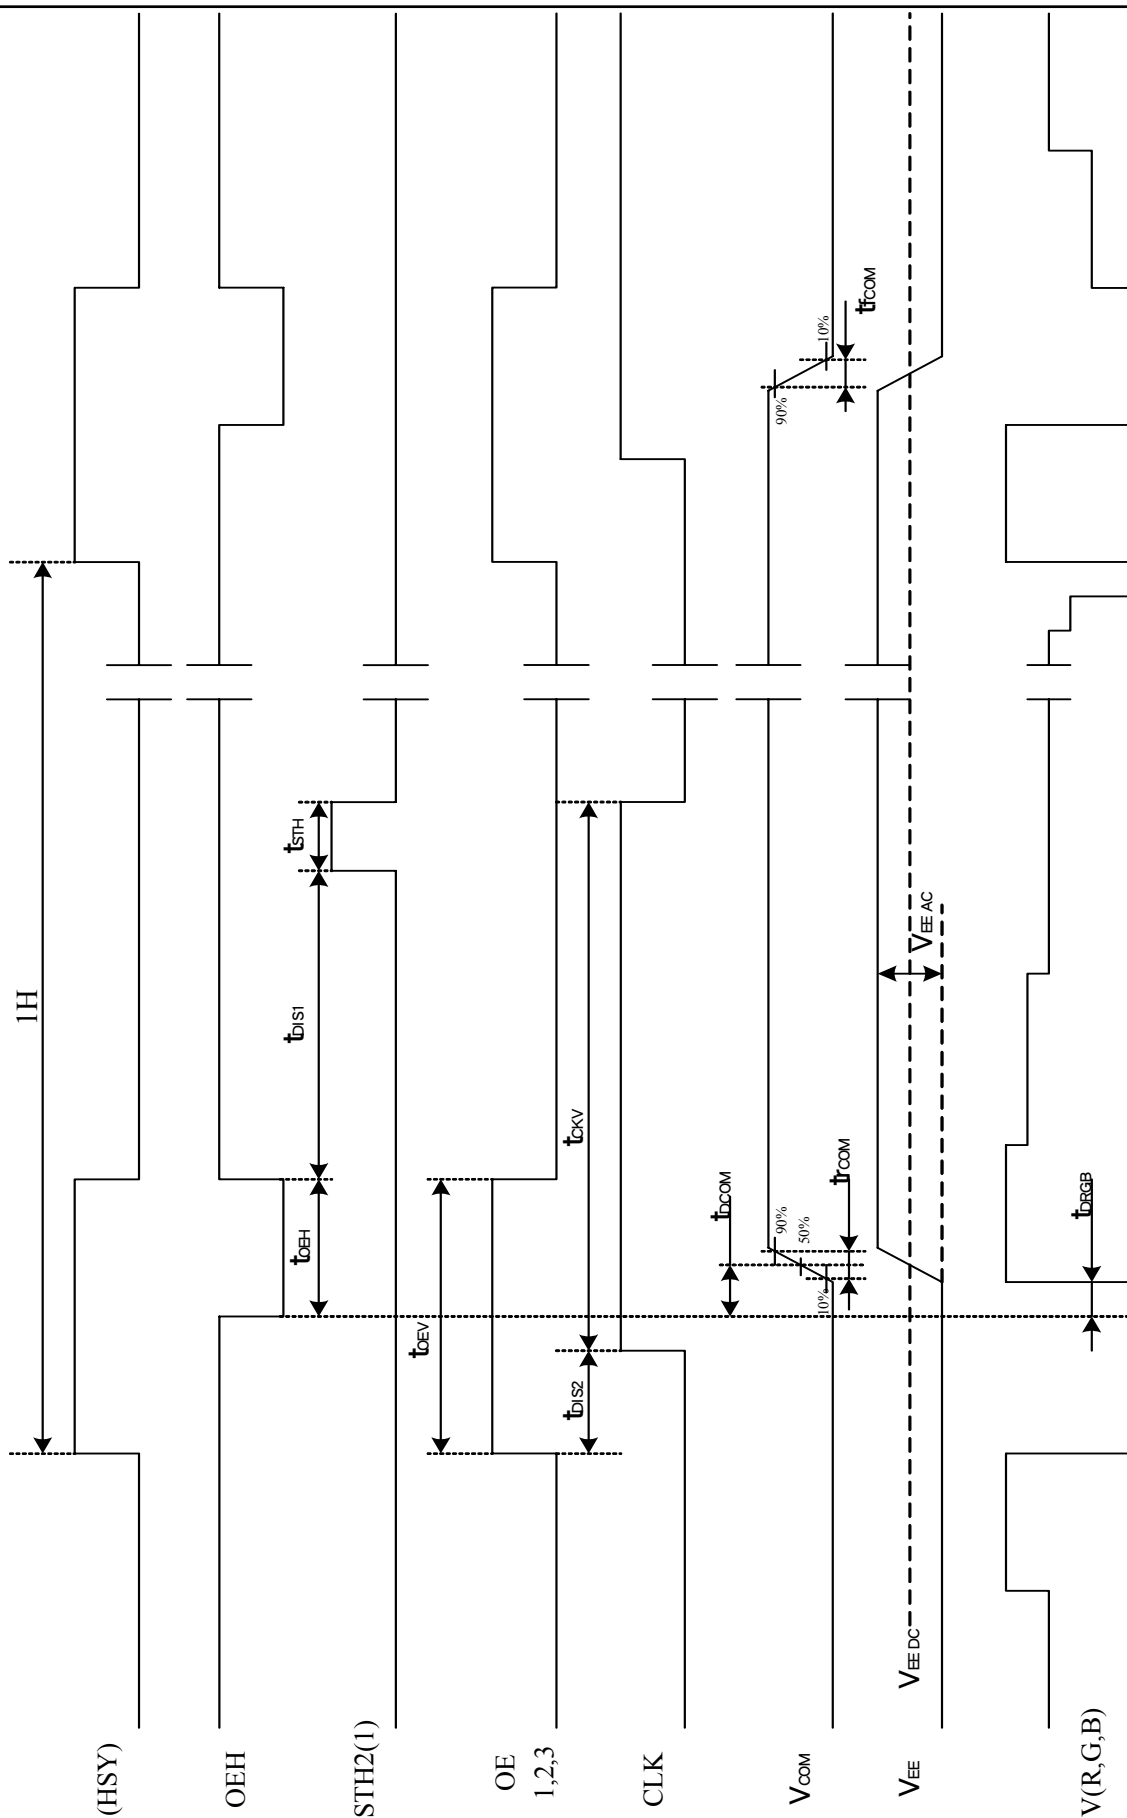 1H
(HSY)
OEH
tOEH
tDIS1
tSTH
STH2(1)
tOEV
OE
1,2,3
tDIS2
tCKV
CLK
tDCOM
90%
50%
10%
trCOM
90%
10%
tfCOM
VCOM
VEE DC
VEE AC
VEE
tDRGB
V(R,G,B)